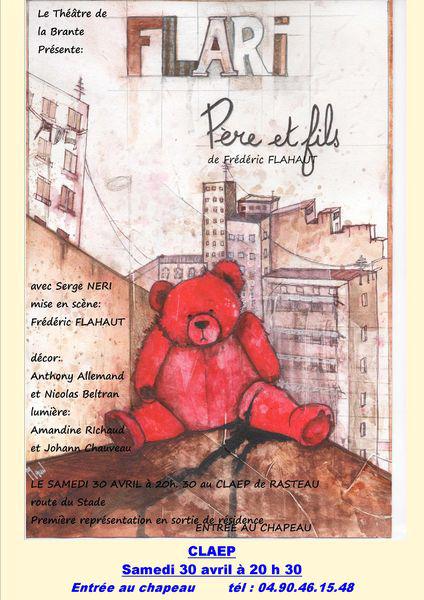 Le Théâtre de
la Brante
Présente:
FLARi
Père et fils
de Frédéric FLAHAUT
avec Serge NERI
mise en scène:
Frédéric FLAHAUT
décor:.
Anthony Allemand
et Nicolas Beltran
lumière:
Amandine RIchaud
et Johann Chauveau
LE SAMEDI 30 AVRIL à 20h. 30 au CLAEP de RASTEAU
route du Stade
Première représentation en sortie de résidence
ENTRÉE AU CHAPEAU
CLAEP
Samedi 30 avril à 20 h 30
Entrée au chapeau tél : 04.90.46.15.48